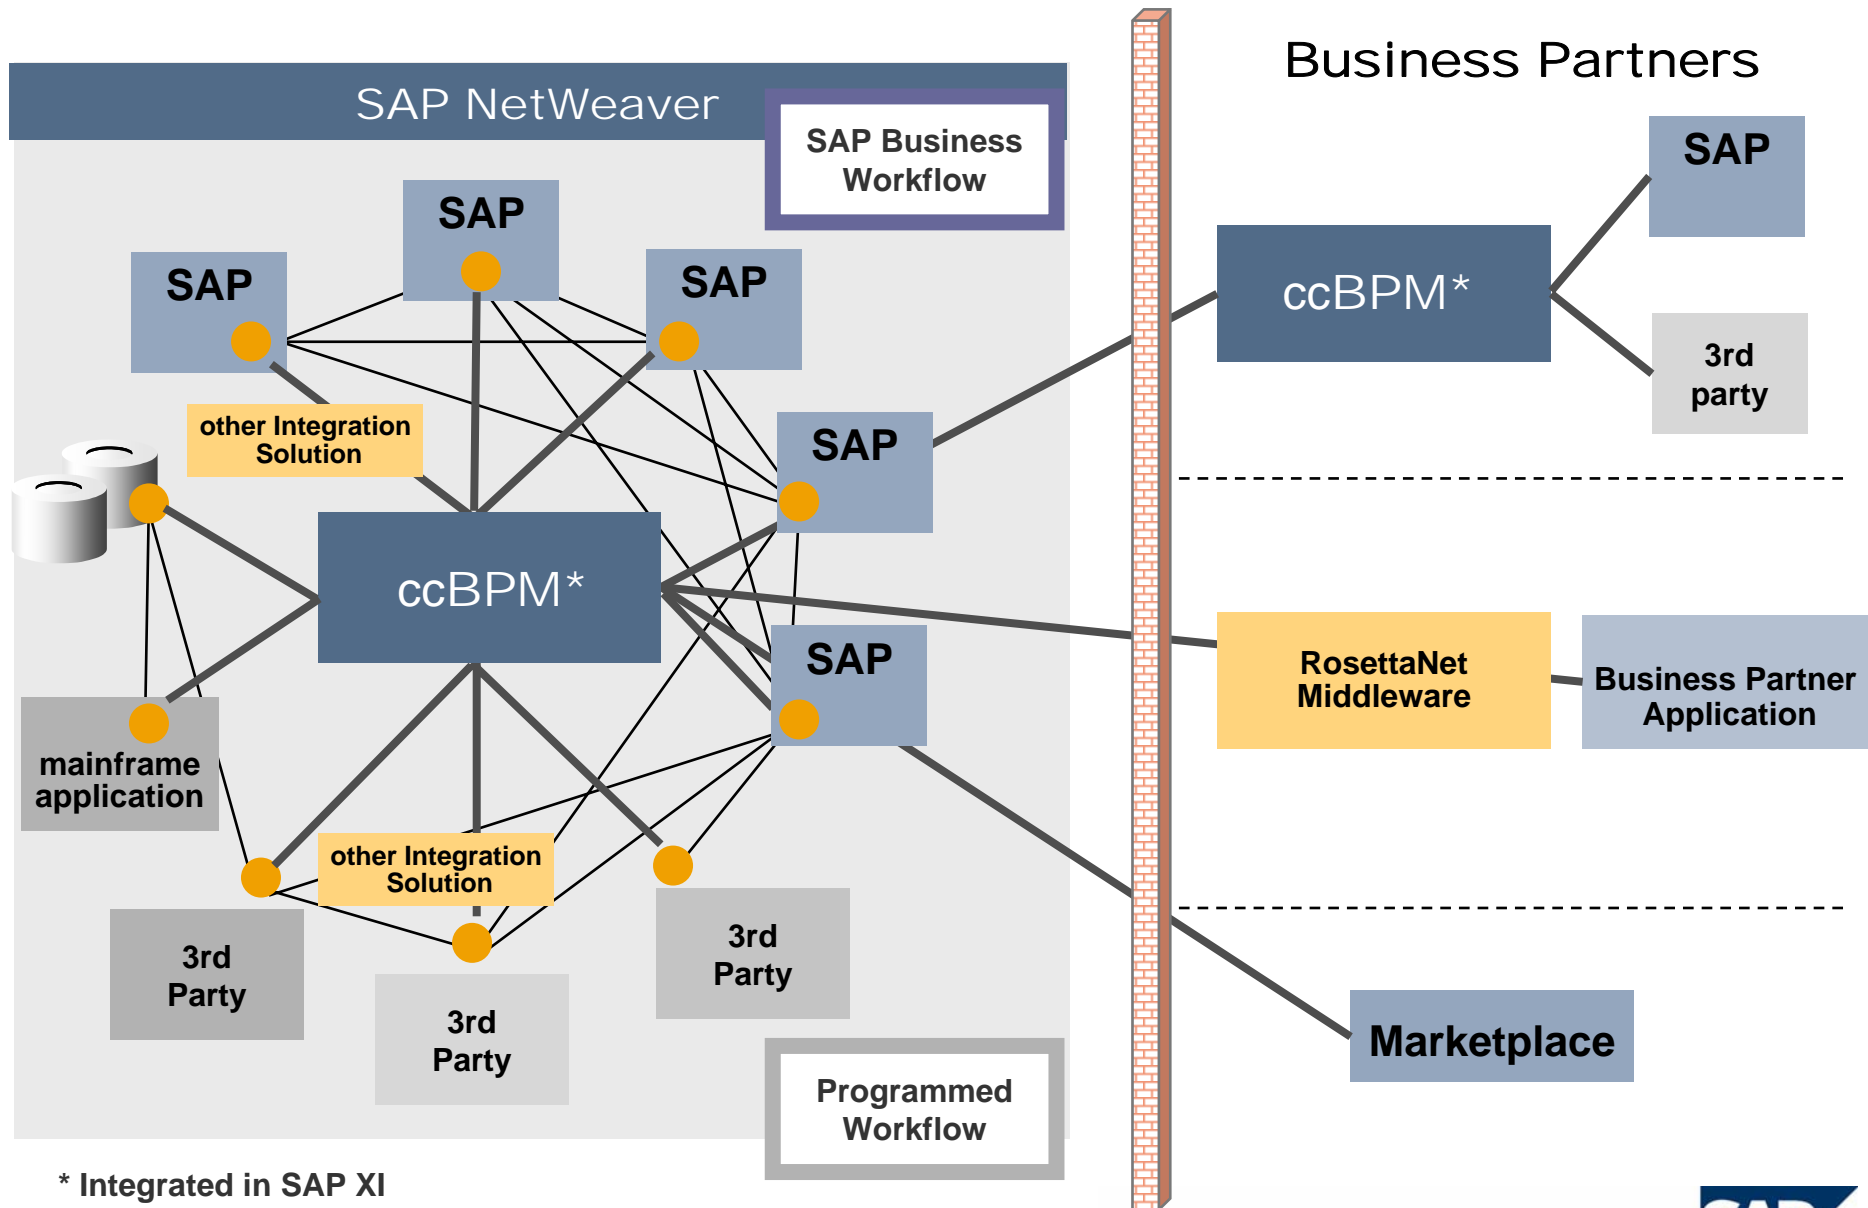 Business Partners
SAP NetWeaver
SAP Business
Workflow
SAP
SAP
SAP
SAP
ccBPM*
SAP
3rd
party
other Integration
Solution
SAP
ccBPM*
SAP
RosettaNet
Middleware
Business Partner
Application
mainframe
application
other Integration
Solution
3rd
Party
3rd
Party
3rd
Party
Marketplace
Programmed
Workflow
* Integrated in SAP XI
SAP